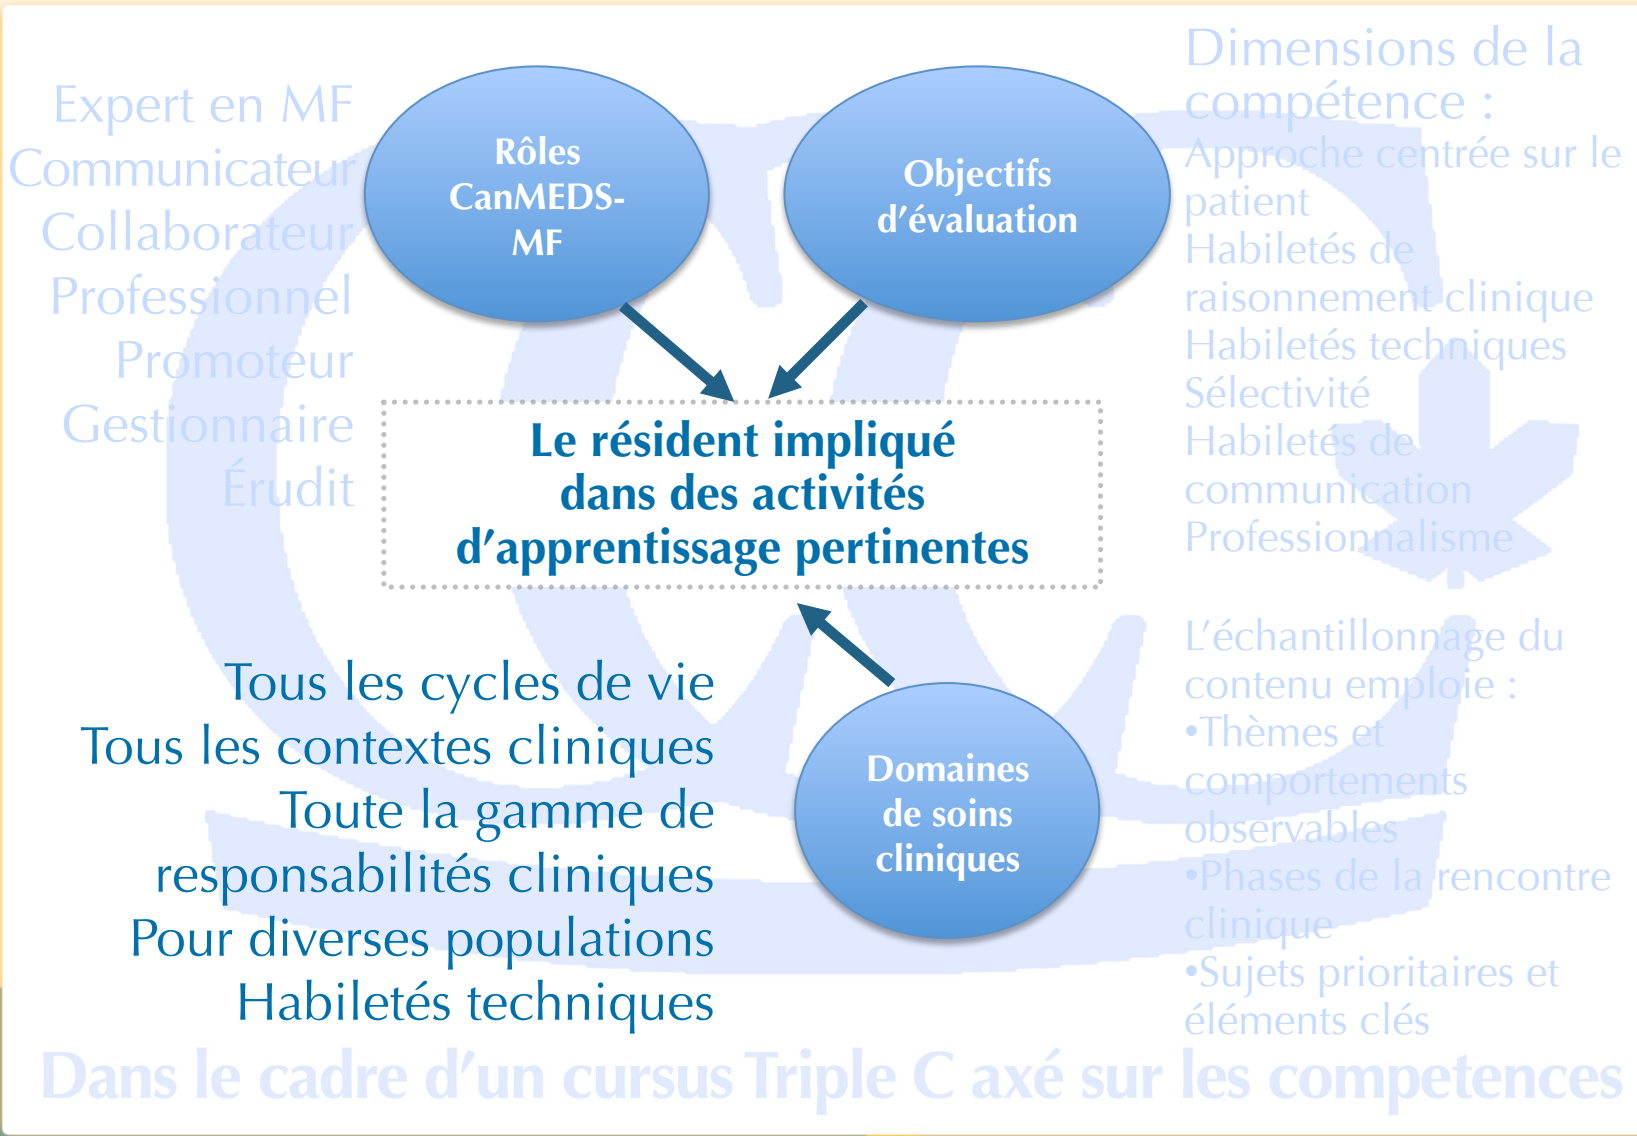 Expert en MF
Communicateur
Collaborateur
Professionnel
Promoteur
Gestionnaire
Érudit
Rôles
CanMEDS-
MF
Objectifs
d’évaluation
Dimensions de la
compétence :
Approche centrée sur le
patient
Habiletés de
raisonnement clinique
Habiletés techniques
Sélectivité
Habiletés de
communication
Professionnalisme
L’échantillonnage du
contenu emploie :
•Thèmes et
comportements
observables
•Phases de la rencontre
clinique
•Sujets prioritaires et
éléments clés
Le résident impliqué
dans des activités
d’apprentissage pertinentes
Tous les cycles de vie
Tous les contextes cliniques
Toute la gamme de
responsabilités cliniques
Pour diverses populations
Habiletés techniques
Domaines
de soins
cliniques
Dans le cadre d’un cursus Triple C axé sur les competences